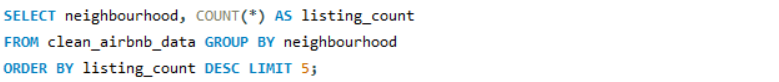 SELECT neighbourhood, COUNT(*) AS listing_count
FROM clean_airbnb_data GROUP BY neighbourhood
ORDER BY listing_count DESC LIMIT 5;